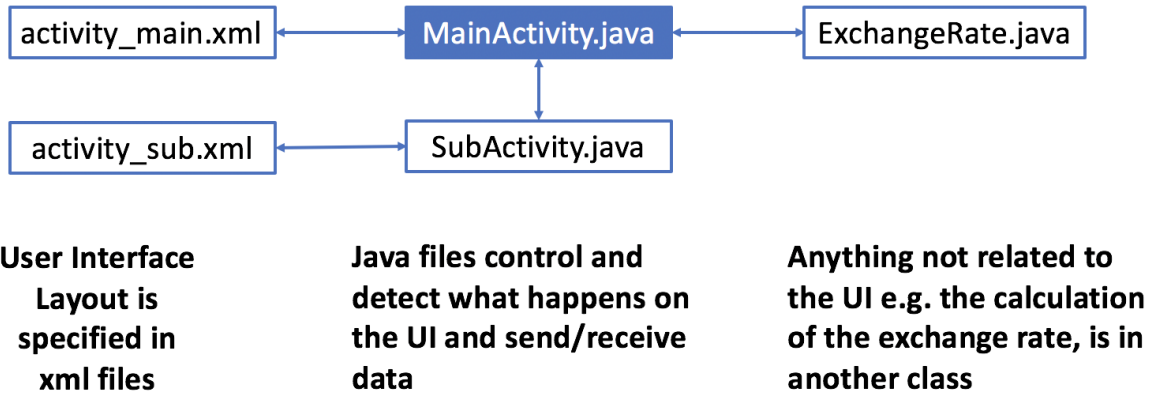 activity_main.xml
MainActivity.java
ExchangeRate.java
activity_sub.xml
SubActivity.java
User Interface
Layout is
specified in
xml files
Java files control and
detect what happens on
the UI and send/receive
data
Anything not related to
the UI e.g. the calculation
of the exchange rate, is in
another class